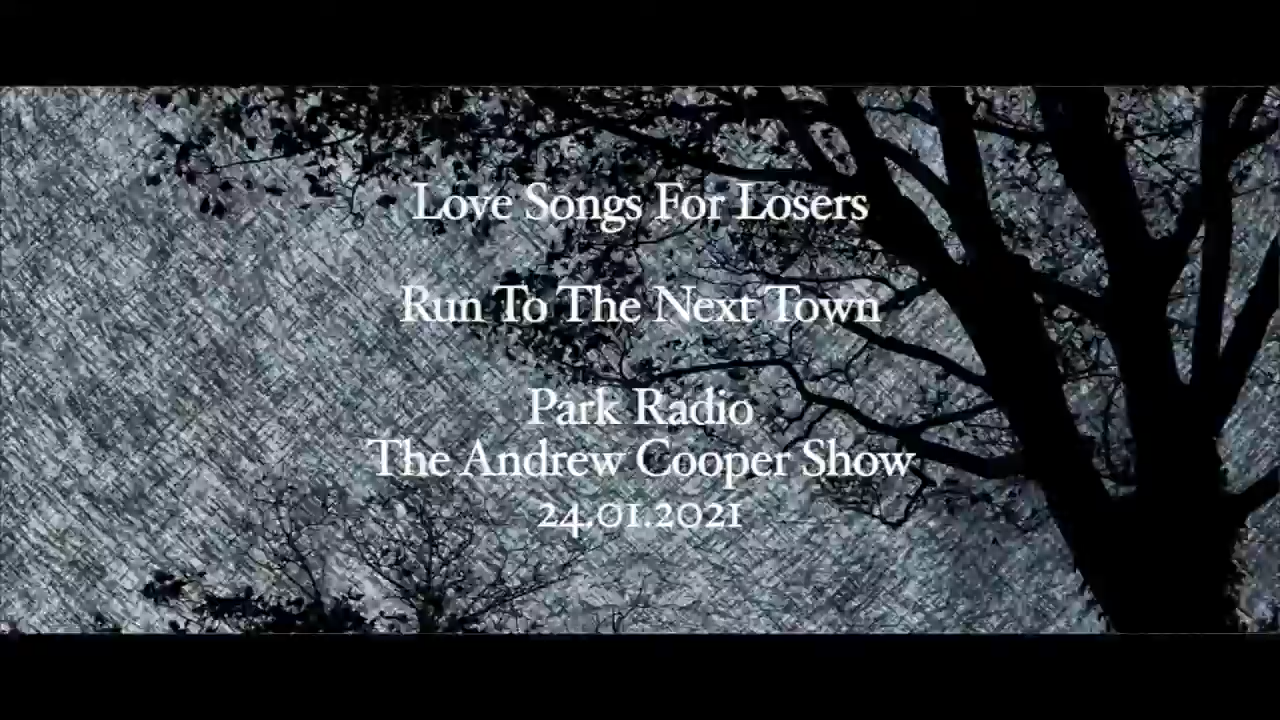 Love Songs For Losers
Run To The Next Town
Park Radio
The Andrew Cooper Show
24.01.2021